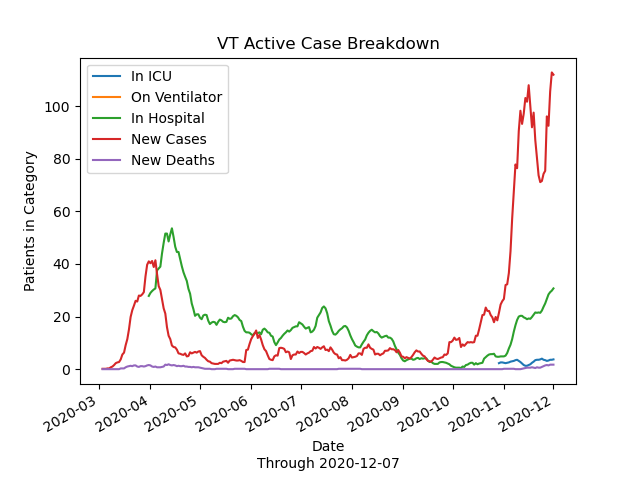 VT Active Case Breakdown
In ICU
On Ventilator
In Hospital
New Cases
New Deaths
Patients in Category
100
80
60
40
20
0
2020-03
2020-04
2020-05
2020-06
2020-07
2020-08
2020-09
2020-10
2020-11
2020-12
Date
Through 2020-12-07